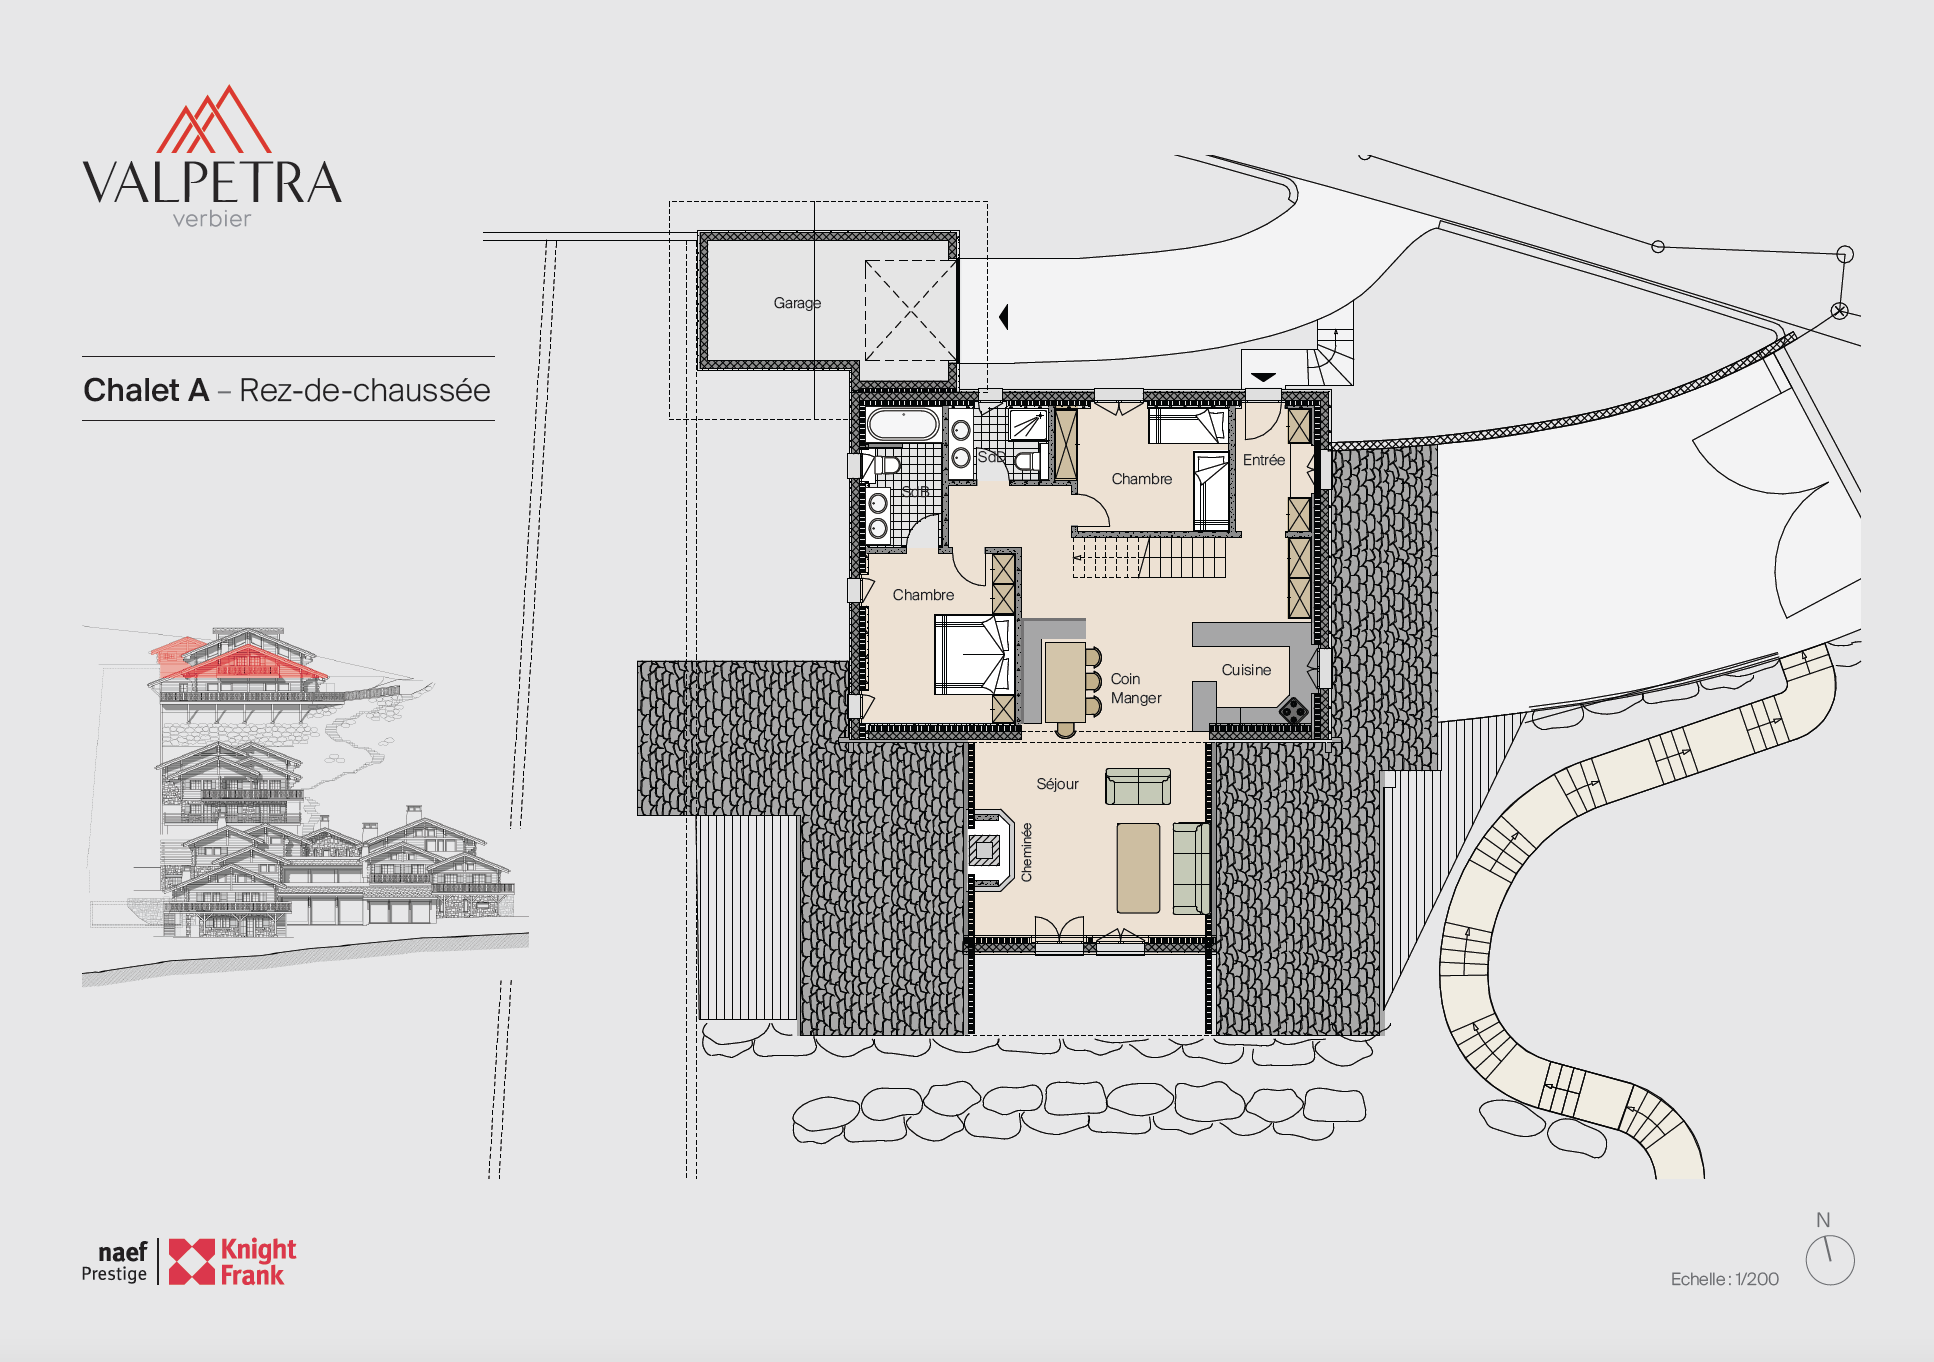 VALPETRA
verbier
Chalet A – Rez-de-chaussée
Garage
SdD
Chambre
Entrée
SdB
Chambre
Coin
Manger
Cuisine
Séjour
Cheminée
naef
Prestige
Knight
Frank
N
Echelle : 1/200